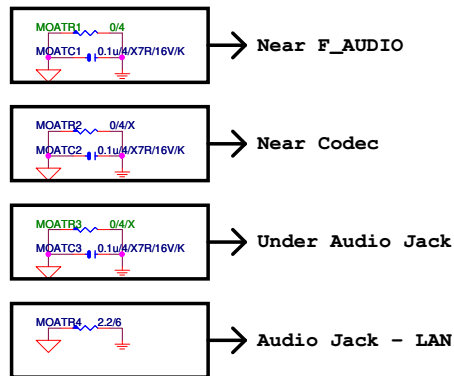 MOATR1 0/4
MOATC1 0.1u/4/X7R/16V/K
Near F_AUDIO
MOATR2 0/4/X
MOATC2 0.1u/4/X7R/16V/K
Near Codec
MOATR3 0/4/X
MOATC3 0.1u/4/X7R/16V/K
Under Audio Jack
MOATR4 2.2/6
Audio Jack - LAN